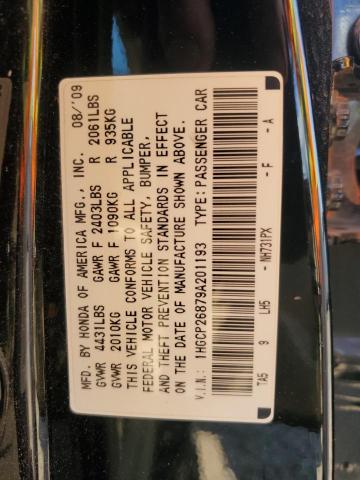 MFD. BY HONDA OF AMERICA MFG., INC. 08/'09
GVWR 4431LBS GAWR F 2403LBS R 2061LBS
GVWR 2010KG GAWR F 1090KG R 935KG
THIS VEHICLE CONFORMS TO ALL APPLICABLE
FEDERAL MOTOR VEHICLE SAFETY, BUMPER,
AND THEFT PREVENTION STANDARDS IN EFFECT
ON THE DATE OF MANUFACTURE SHOWN ABOVE.
V.I.N.: 1HGCP26879A201193 TYPE:PASSENGER CAR
TA5 9 LH5 - NH731PX - F - A